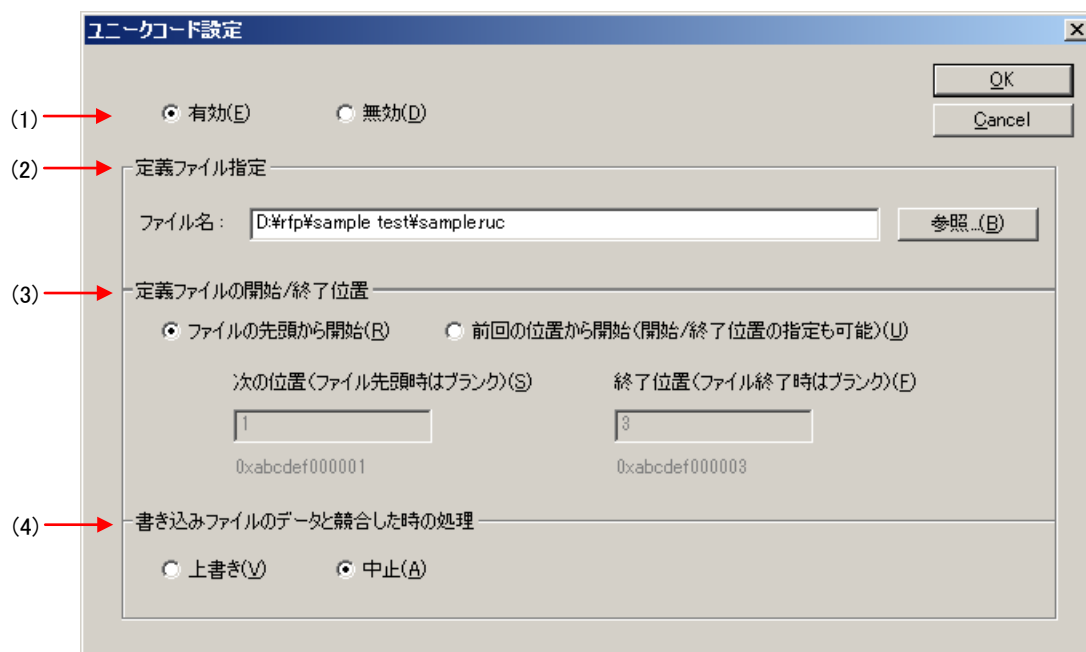 ユニークコード設定
OK
(1)
有効(E)
無効(D)
Cancel
(2)
定義ファイル指定
ファイル名：
D:¥rfp¥sample test¥sample.ruc
参照...(B)
(3)
定義ファイルの開始/終了位置
ファイルの先頭から開始(R)
前回の位置から開始(開始/終了位置の指定も可能)(U)
次の位置(ファイル先頭時はブランク)(S)
終了位置(ファイル終了時はブランク)(F)
1
3
0xabcdef000001
0xabcdef000003
(4)
書き込みファイルのデータと競合した時の処理
上書き(V)
中止(A)